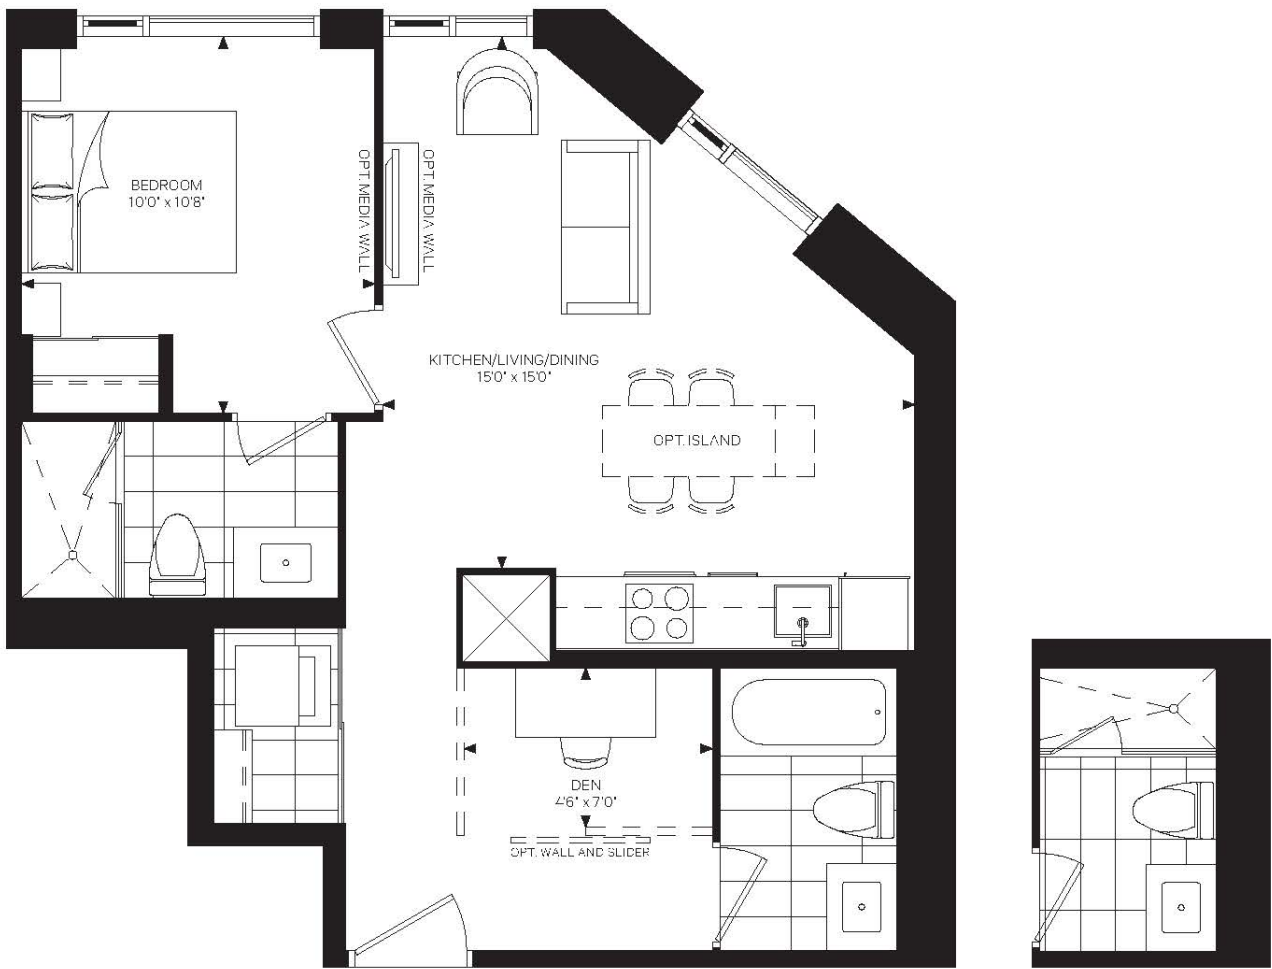 BEDROOM
10'0" x 10'8"
OPT. MEDIA WALL
OPT. MEDIA WALL
KITCHEN/LIVING/DINING
15'0" x 15'0"
OPT. ISLAND
DEN
4'6" x 7'0"
OPT. WALL AND SLIDER